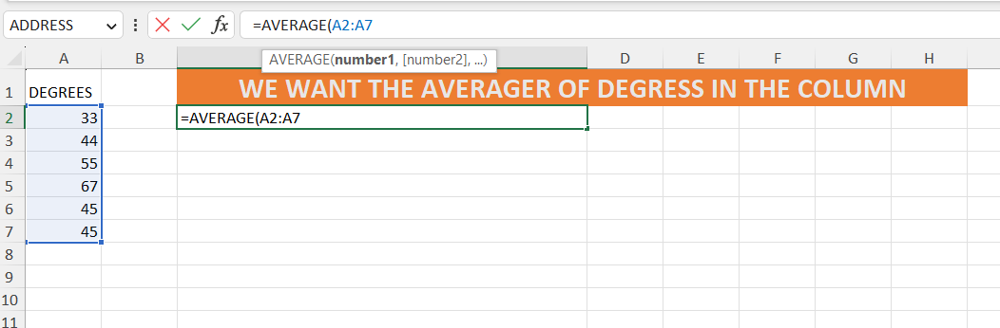 ADDRESS fx =AVERAGE(A2:A7
AVERAGE(number1, [number2], ...)
A B D E F G H
1 DEGREES WE WANT THE AVERAGER OF DEGRESS IN THE COLUMN
2 33 =AVERAGE(A2:A7
3 44
4 55
5 67
6 45
7 45
8
9
10
11